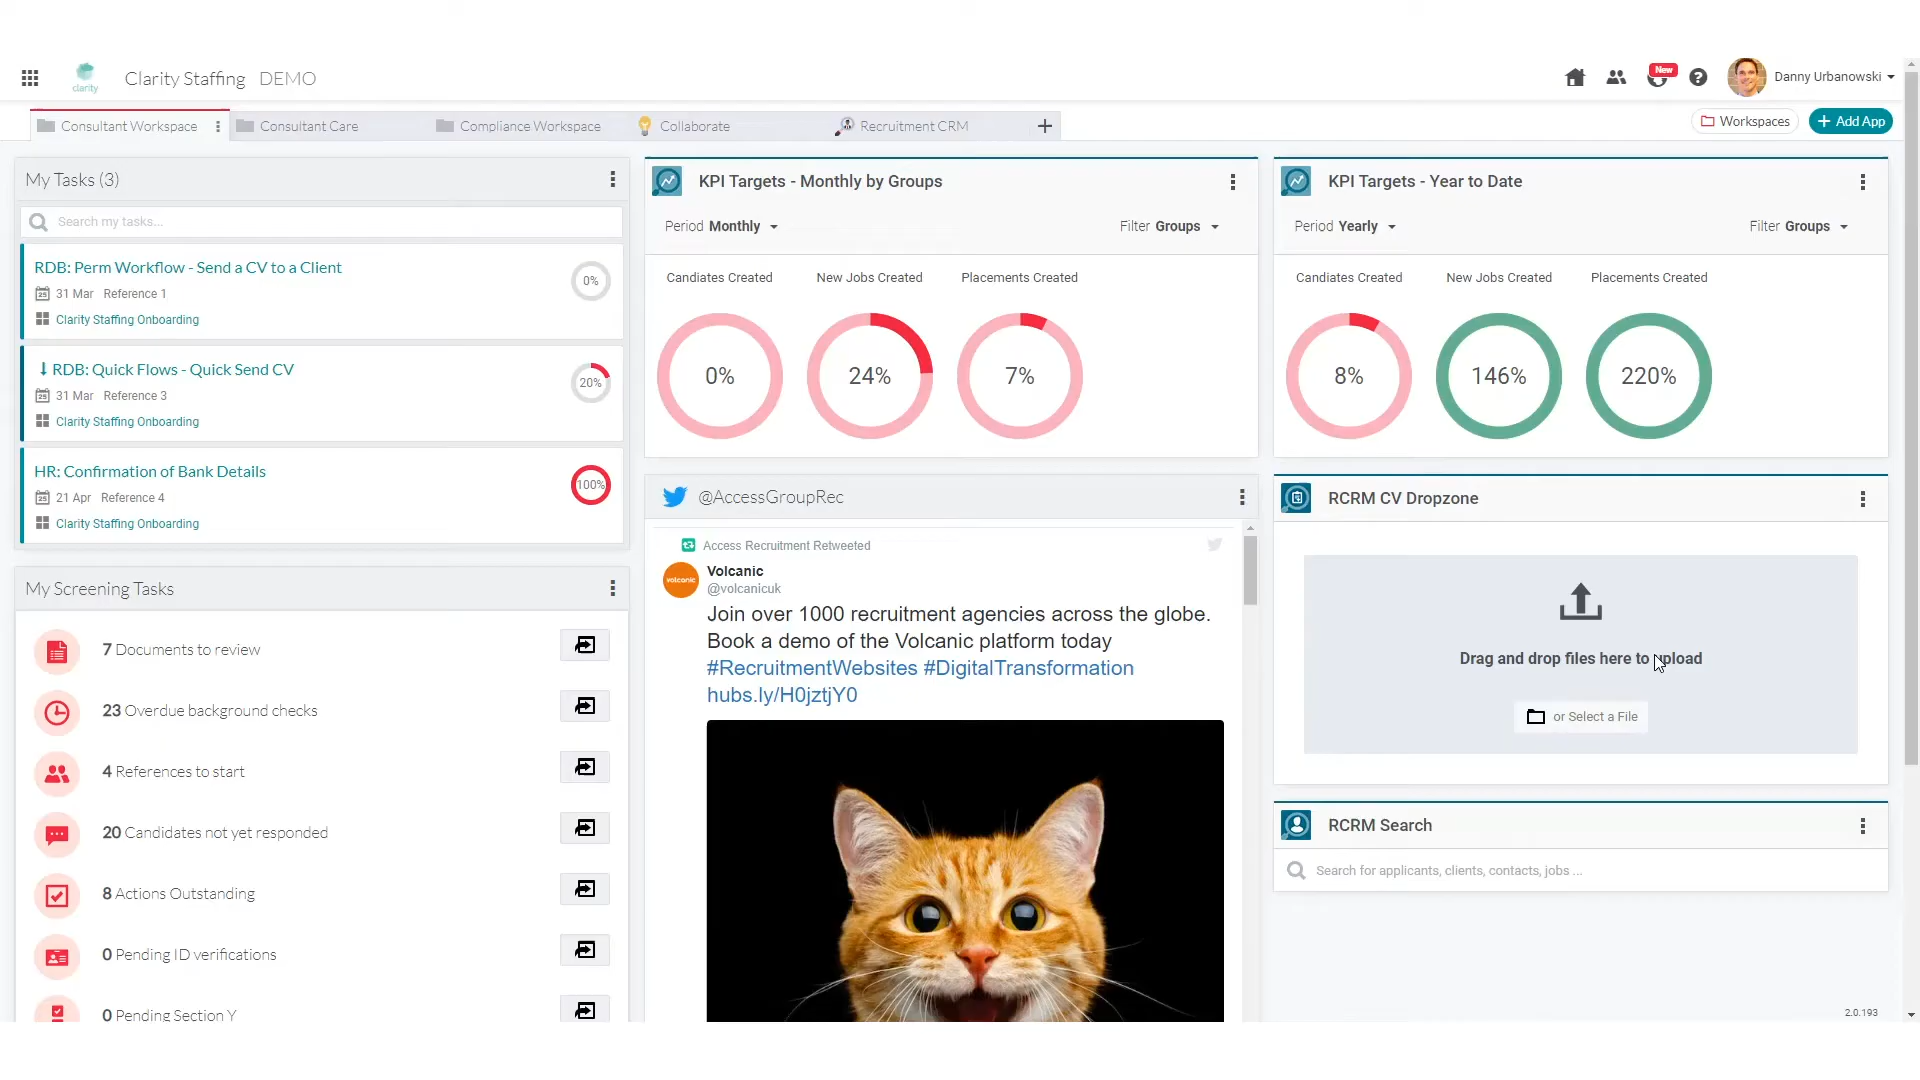 clarity
Clarity Staffing DEMO
New
Danny Urbanowski
Consultant Workspace
Consultant Care
Compliance Workspace
Collaborate
Recruitment CRM
Workspaces
Add App
My Tasks (3)
Search my tasks...
RDB: Perm Workflow - Send a CV to a Client
31 Mar Reference 1
Clarity Staffing Onboarding
0%
RDB: Quick Flows - Quick Send CV
31 Mar Reference 3
Clarity Staffing Onboarding
20%
HR: Confirmation of Bank Details
21 Apr Reference 4
Clarity Staffing Onboarding
100%
My Screening Tasks
7 Documents to review
23 Overdue background checks
4 References to start
20 Candidates not yet responded
8 Actions Outstanding
0 Pending ID verifications
0 Pending Section Y
KPI Targets - Monthly by Groups
Period Monthly
Filter Groups
Candiates Created
New Jobs Created
Placements Created
0%
24%
7%
@AccessGroupRec
Access Recruitment Retweeted
volcanic
Volcanic
@volcanicuk
Join over 1000 recruitment agencies across the globe.
Book a demo of the Volcanic platform today
#RecruitmentWebsites #DigitalTransformation
hubs.ly/H0jztjY0
KPI Targets - Year to Date
Period Yearly
Filter Groups
Candiates Created
New Jobs Created
Placements Created
8%
146%
220%
RCRM CV Dropzone
Drag and drop files here to upload
or Select a File
RCRM Search
Search for applicants, clients, contacts, jobs ...
2.0.193